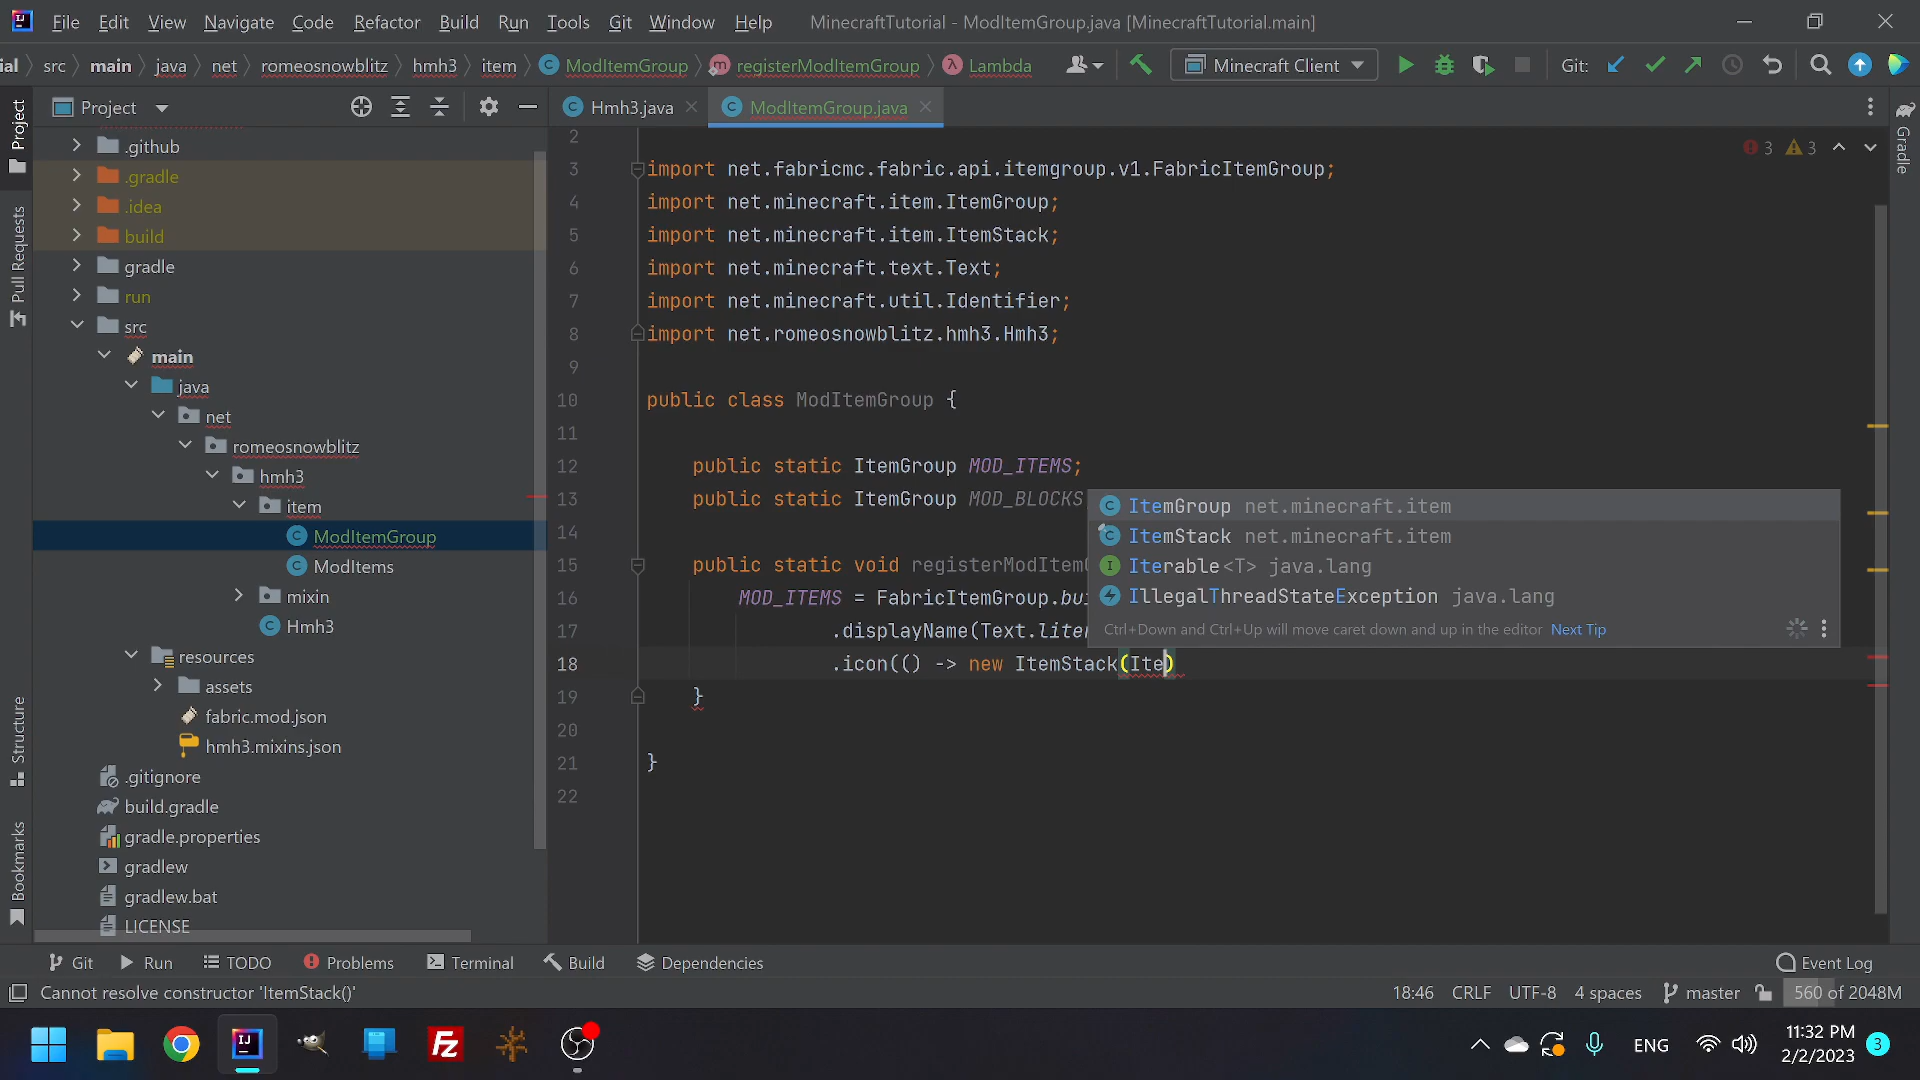 File Edit View Navigate Code Refactor Build Run Tools Git Window Help MinecraftTutorial - ModItemGroup.java [MinecraftTutorial.main]
ial src main java net romeosnowblitz hmh3 item ModItemGroup registerModItemGroup Lambda Minecraft Client Git:
Project
Hmh3.java ModItemGroup.java
Project
Pull Requests
Structure
Bookmarks
Gradle
.github
.gradle
.idea
build
gradle
run
src
main
java
net
romeosnowblitz
hmh3
item
ModItemGroup
ModItems
mixin
Hmh3
resources
assets
fabric.mod.json
hmh3.mixins.json
.gitignore
build.gradle
gradle.properties
gradlew
gradlew.bat
LICENSE
3 3
2
3 import net.fabricmc.fabric.api.itemgroup.v1.FabricItemGroup;
4 import net.minecraft.item.ItemGroup;
5 import net.minecraft.item.ItemStack;
6 import net.minecraft.text.Text;
7 import net.minecraft.util.Identifier;
8 import net.romeosnowblitz.hmh3.Hmh3;
9
10 public class ModItemGroup {
11
12 public static ItemGroup MOD_ITEMS;
13 public static ItemGroup MOD_BLOCKS
14
15 public static void registerModItemG
16 MOD_ITEMS = FabricItemGroup.bui
17 .displayName(Text.liter
18 .icon(() -> new ItemStack(Ite)
19 }
20
21 }
22
ItemGroup net.minecraft.item
ItemStack net.minecraft.item
Iterable<T> java.lang
IllegalThreadStateException java.lang
Ctrl+Down and Ctrl+Up will move caret down and up in the editor Next Tip
Git Run TODO Problems Terminal Build Dependencies Event Log
Cannot resolve constructor 'ItemStack()' 18:46 CRLF UTF-8 4 spaces master 560 of 2048M
ENG 11:32 PM
2/2/2023 3